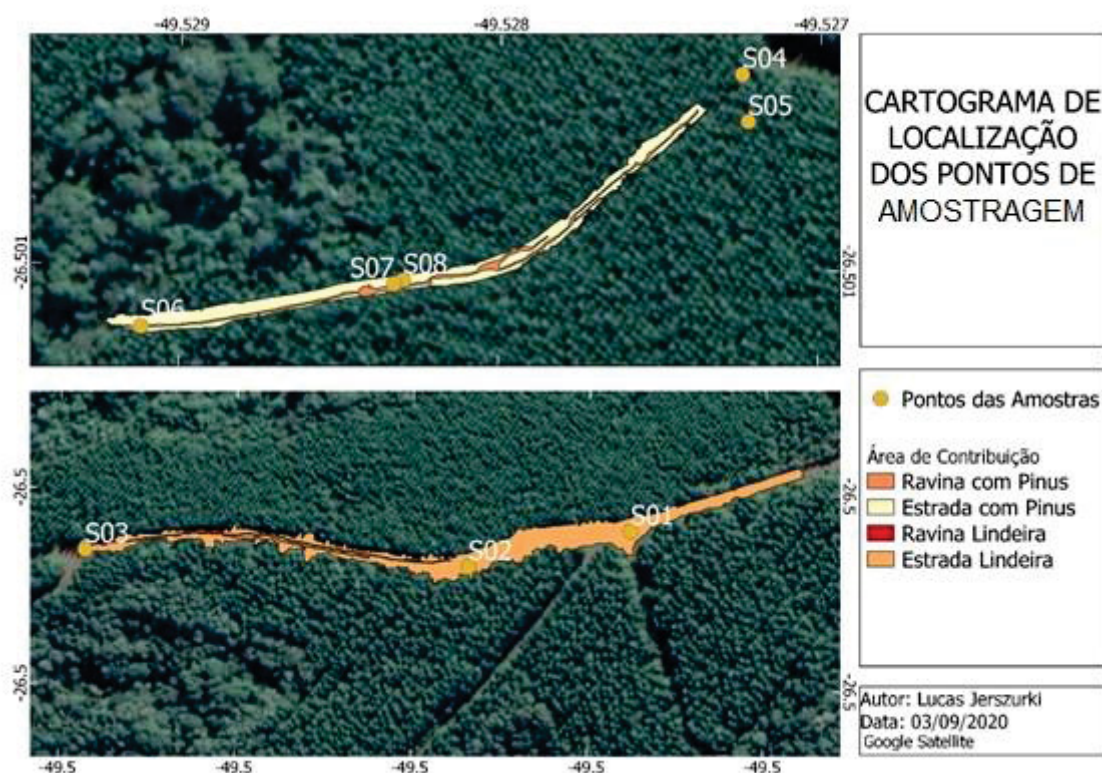 -49.529
-49.528
-49.527
S04
S05
-26.501
-26.501
S07
S08
S06
CARTOGRAMA DE
LOCALIZAÇÃO
DOS PONTOS DE
AMOSTRAGEM
-26.5
-26.5
S03
S02
S01
-26.5
-26.5
-49.5
-49.5
-49.5
-49.5
-49.5
Pontos das Amostras
Área de Contribuição
Ravina com Pinus
Estrada com Pinus
Ravina Lindeira
Estrada Lindeira
Autor: Lucas Jerszurki
Data: 03/09/2020
Google Satellite